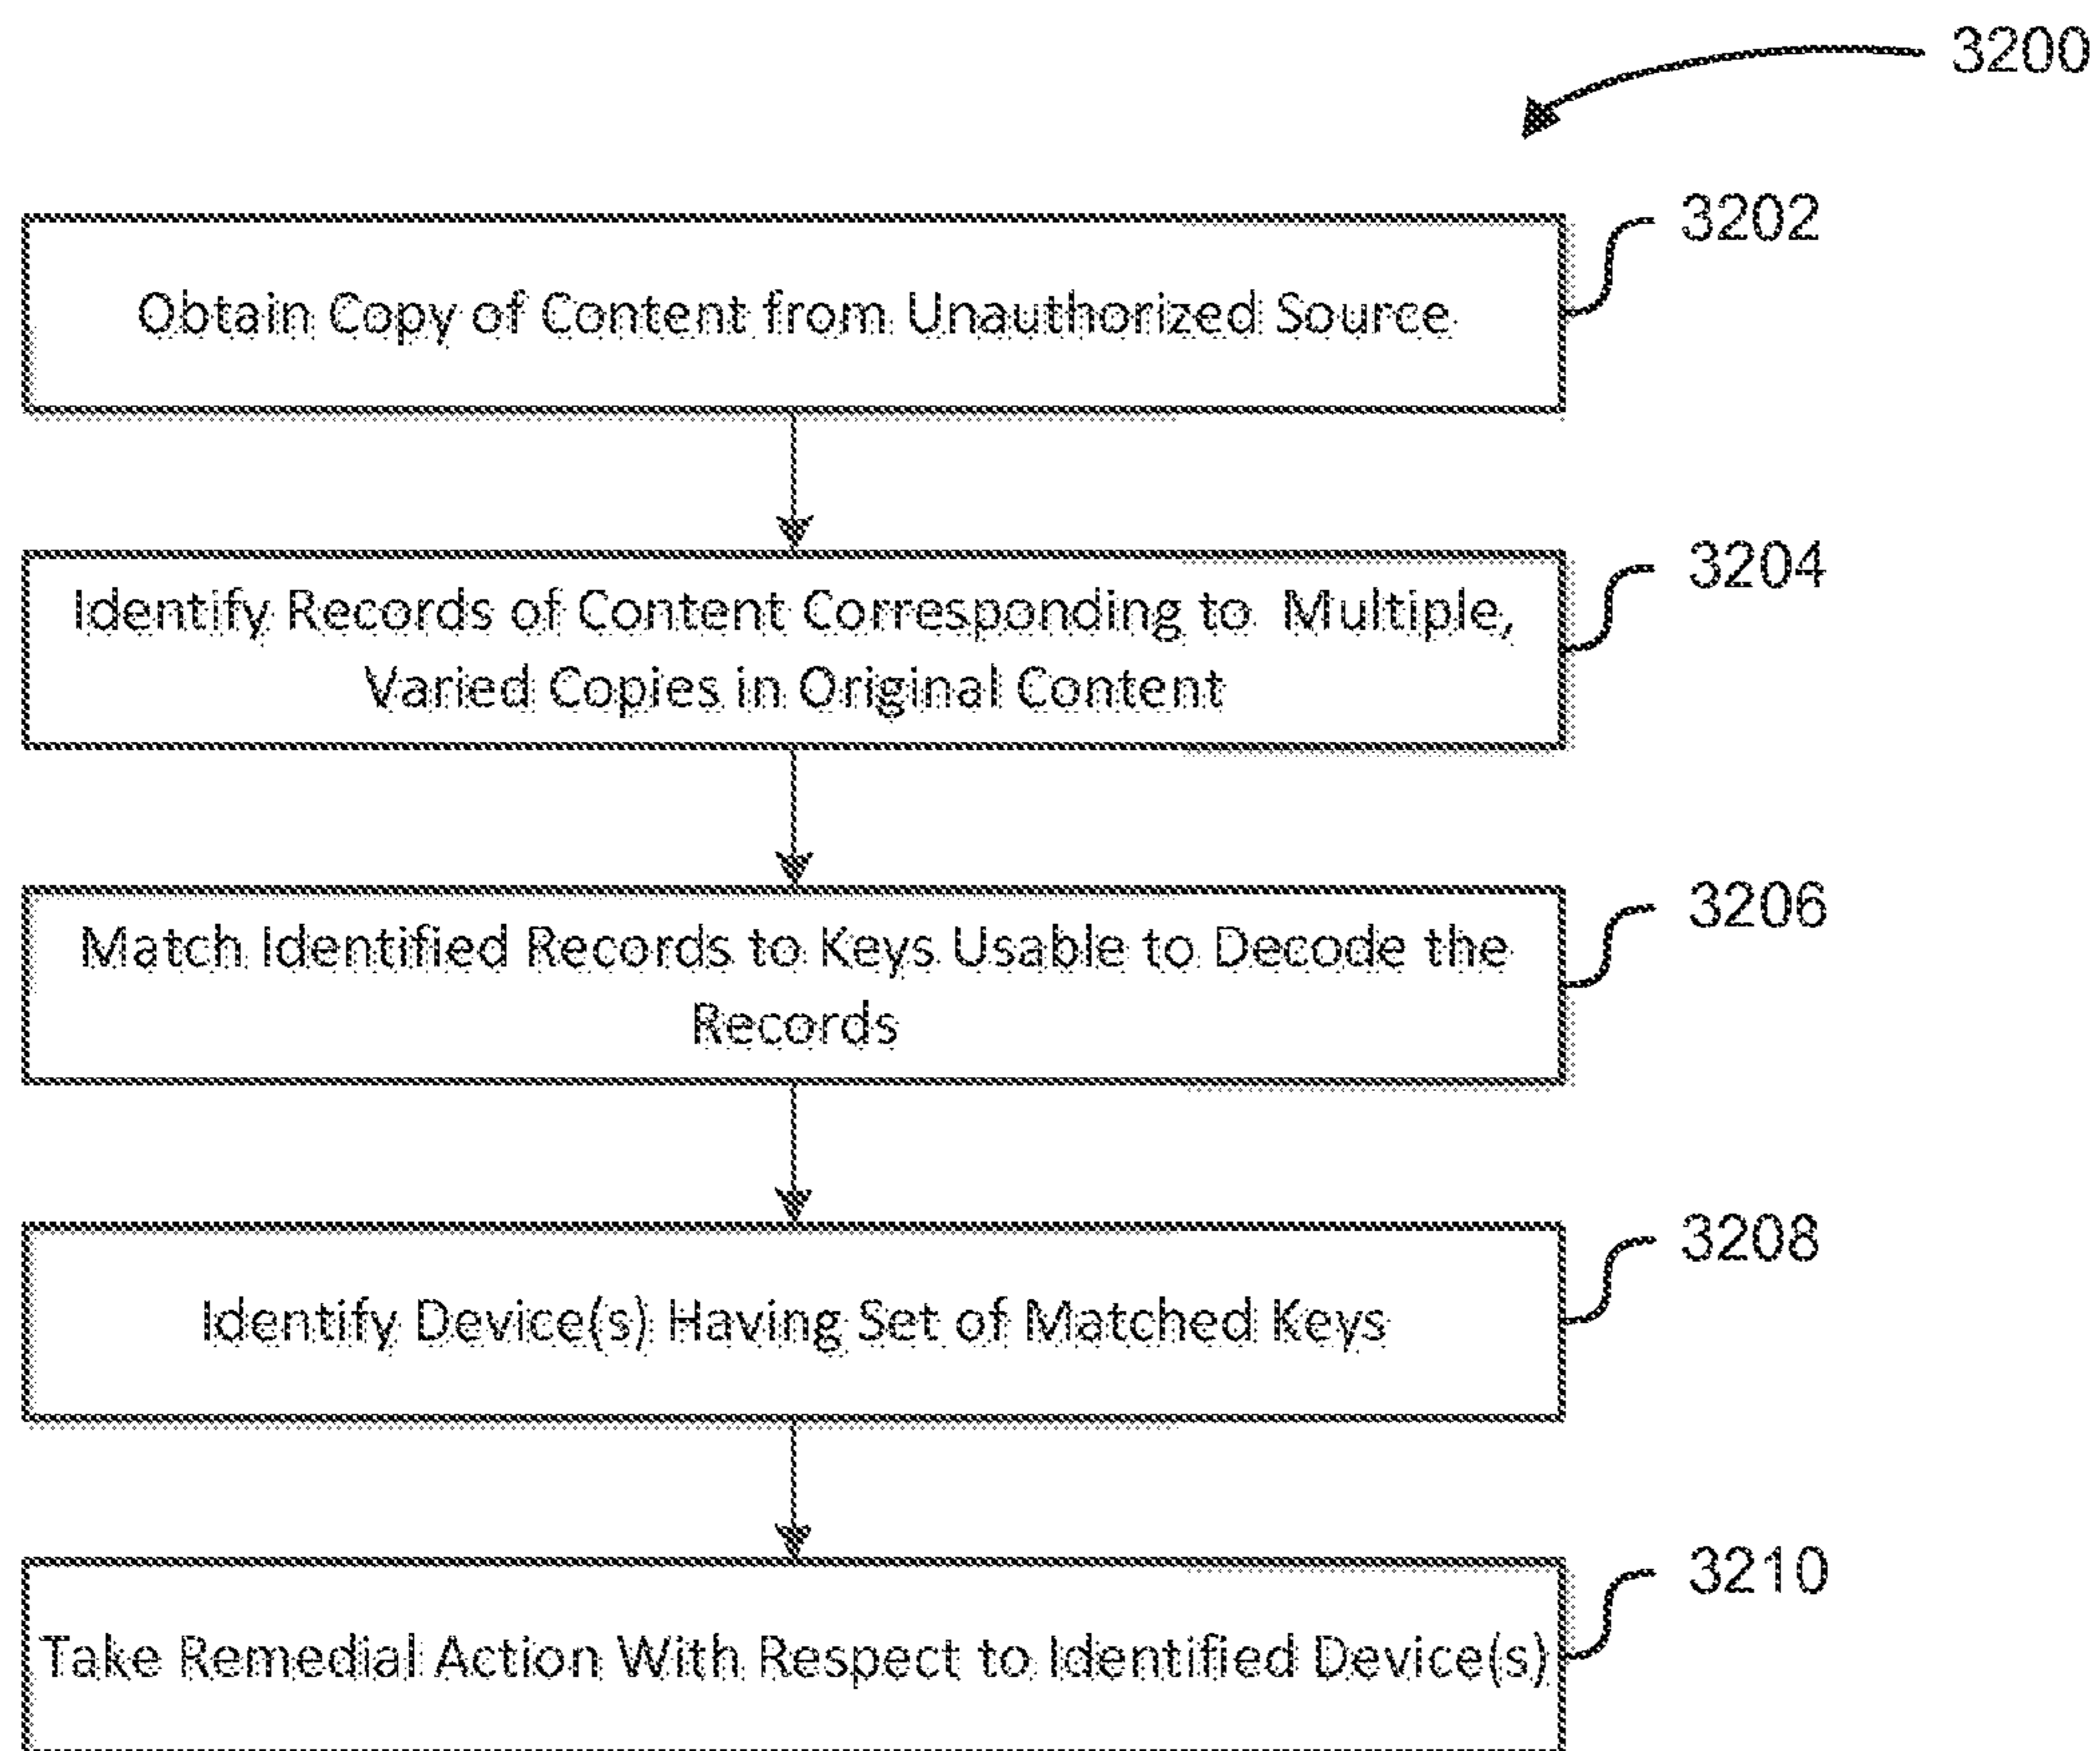 3200
3202
Obtain Copy of Content from Unauthorized Source
3204
Identify Records of Content Corresponding to Multiple,
Varied Copies in Original Content
3206
Match Identified Records to Keys Usable to Decode the
Records
3208
Identify Device(s) Having Set of Matched Keys
3210
Take Remedial Action With Respect to Identified Device(s)